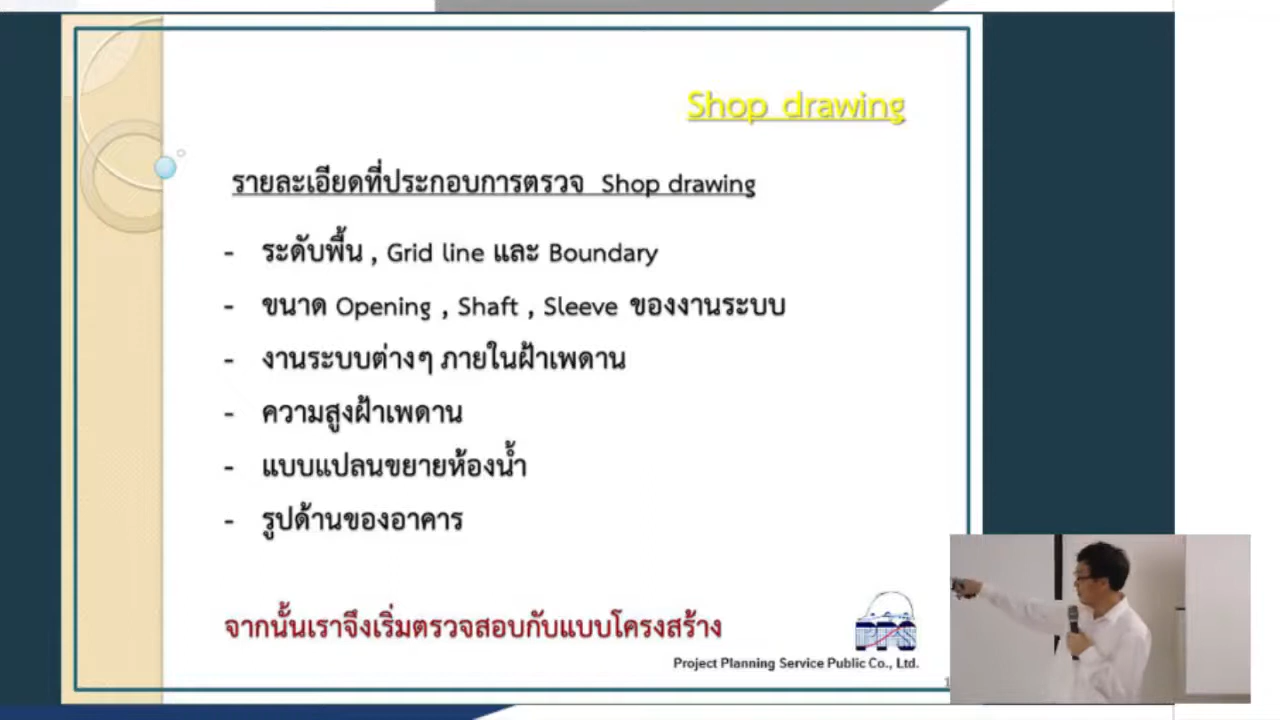 Shop drawing
รายละเอียดที่ประกอบการตรวจ Shop drawing
- ระดับพื้น , Grid line และ Boundary
- ขนาด Opening , Shaft , Sleeve ของงานระบบ
- งานระบบต่างๆ ภายในฝ้าเพดาน
- ความสูงฝ้าเพดาน
- แบบแปลนขยายห้องน้ำ
- รูปด้านของอาคาร
จากนั้นเราจึงเริ่มตรวจสอบกับแบบโครงสร้าง
PPS
Project Planning Service Public Co., Ltd.